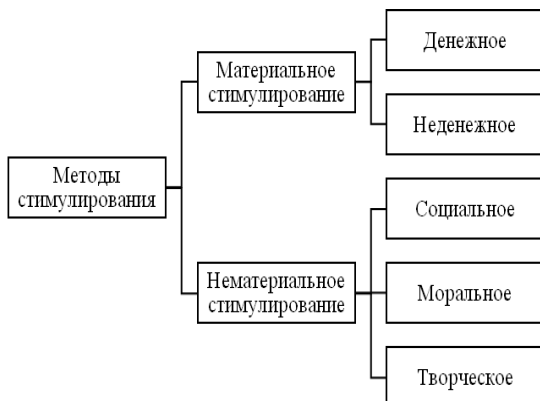 Методы
стимулирования
Материальное
стимулирование
Денежное
Неденежное
Нематериальное
стимулирование
Социальное
Моральное
Творческое